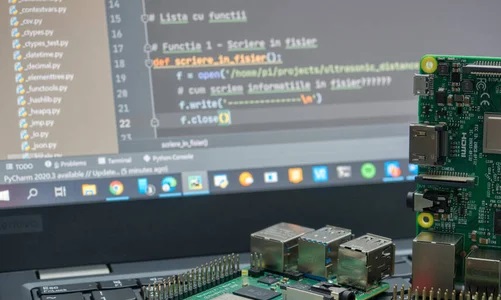 contextvars.py
_csv.py
_ctypes.py
_ctypes_test.py
_datetime.py
_decimal.py
_elementtree.py
_functools.py
_hashlib.py
_heapq.py
_imp.py
_io.py
_json.py
15
16
17
18
19
20
21
22
# Lista cu functii
# Functia 1 - Scriere in fisier
def scriere_in_fisier():
f = open('/home/pi/projects/ultrasonic_distance
# cum scriem informatiile in fisier??????
f.write('-------------\n')
f.close()
scriere_in_fisier()
TODO
Problems
Terminal
Python Console
PyCharm 2020.3 available // Update... (5 minutes ago)
HDMI